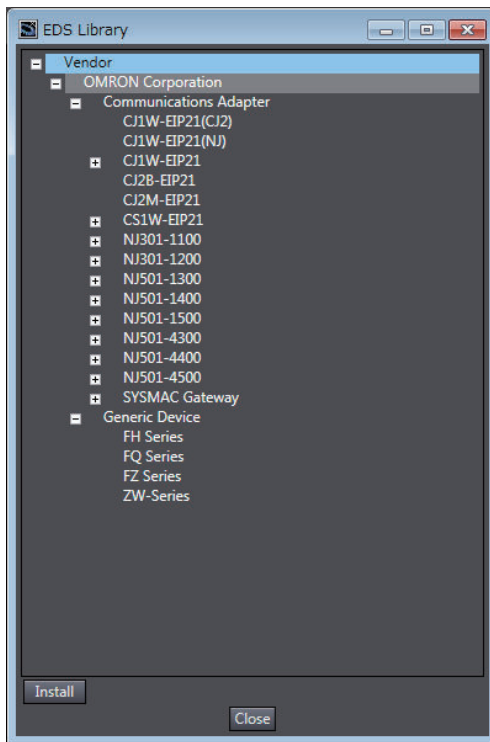 EDS Library
Vendor
OMRON Corporation
Communications Adapter
CJ1W-EIP21(CJ2)
CJ1W-EIP21(NJ)
CJ1W-EIP21
CJ2B-EIP21
CJ2M-EIP21
CS1W-EIP21
NJ301-1100
NJ301-1200
NJ501-1300
NJ501-1400
NJ501-1500
NJ501-4300
NJ501-4400
NJ501-4500
SYSMAC Gateway
Generic Device
FH Series
FQ Series
FZ Series
ZW-Series
Install
Close